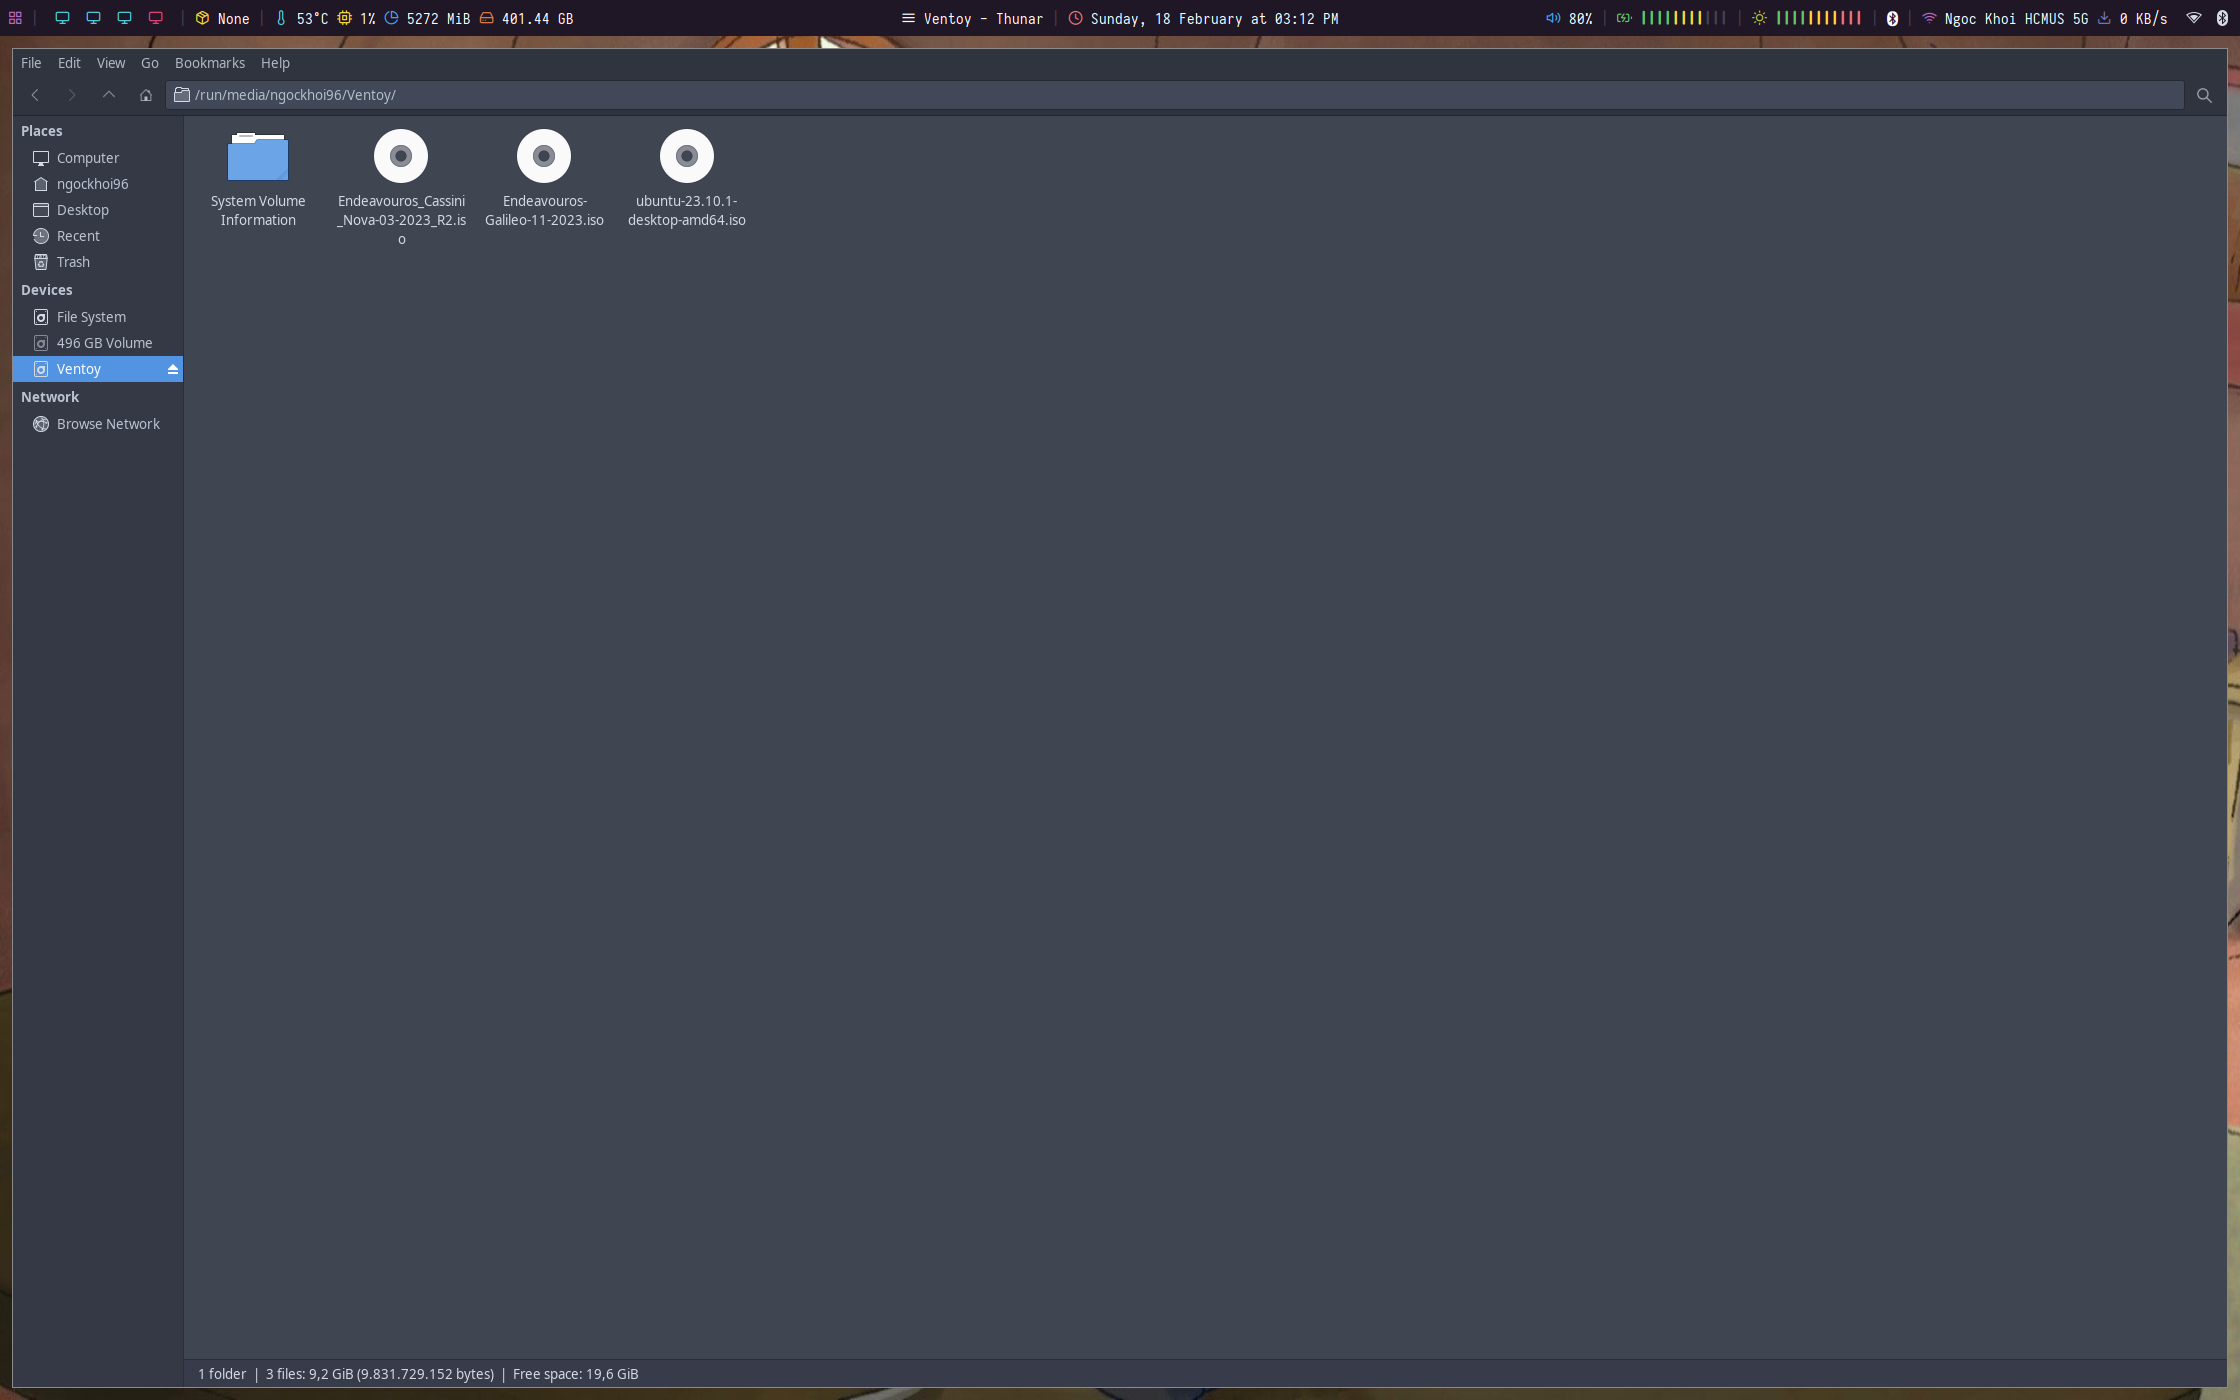 None 53°C 1% 5272 MiB 401.44 GB Ventoy - Thunar Sunday, 18 February at 03:12 PM 80% Ngoc Khoi HCMUS 5G 0 KB/s
File Edit View Go Bookmarks Help
/run/media/ngockhoi96/Ventoy/
Places
Computer
ngockhoi96
Desktop
Recent
Trash
Devices
File System
496 GB Volume
Ventoy
Network
Browse Network
System Volume
Information
Endeavouros_Cassini
_Nova-03-2023_R2.is
o
Endeavouros-
Galileo-11-2023.iso
ubuntu-23.10.1-
desktop-amd64.iso
1 folder | 3 files: 9,2 GiB (9.831.729.152 bytes) | Free space: 19,6 GiB